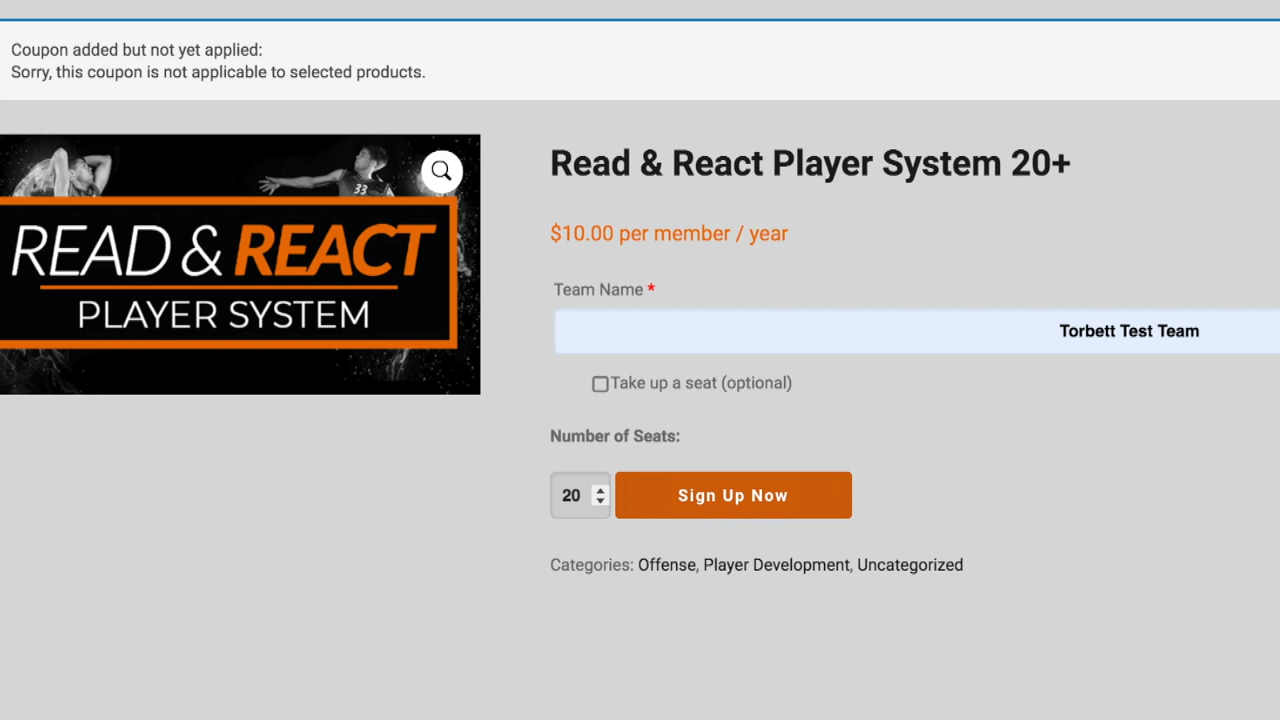 Coupon added but not yet applied:
Sorry, this coupon is not applicable to selected products.
33
READ & REACT
PLAYER SYSTEM
Read & React Player System 20+
$10.00 per member / year
Team Name *
Torbett Test Team
Take up a seat (optional)
Number of Seats:
20
Sign Up Now
Categories: Offense, Player Development, Uncategorized